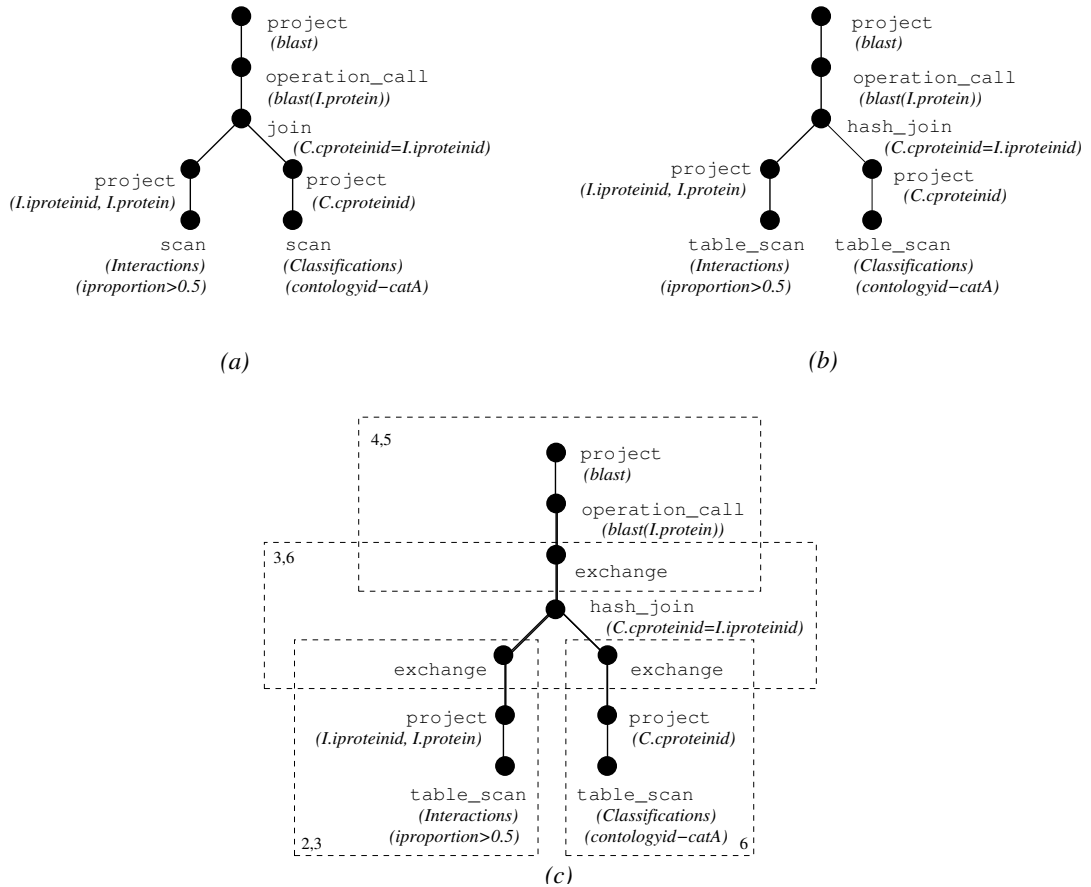 project
(blast)
operation_call
(blast(I.protein))
join
(C.cproteinid=I.iproteinid)
project
(I.iproteinid, I.protein)
project
(C.cproteinid)
scan
(Interactions)
(iproportion>0.5)
scan
(Classifications)
(contologyid−catA)
(a)
project
(blast)
operation_call
(blast(I.protein))
hash_join
(C.cproteinid=I.iproteinid)
project
(I.iproteinid, I.protein)
project
(C.cproteinid)
table_scan
(Interactions)
(iproportion>0.5)
table_scan
(Classifications)
(contologyid−catA)
(b)
4,5
project
(blast)
operation_call
(blast(I.protein))
3,6
exchange
hash_join
(C.cproteinid=I.iproteinid)
exchange
exchange
project
(I.iproteinid, I.protein)
project
(C.cproteinid)
table_scan
(Interactions)
(iproportion>0.5)
2,3
table_scan
(Classifications)
(contologyid−catA)
6
(c)